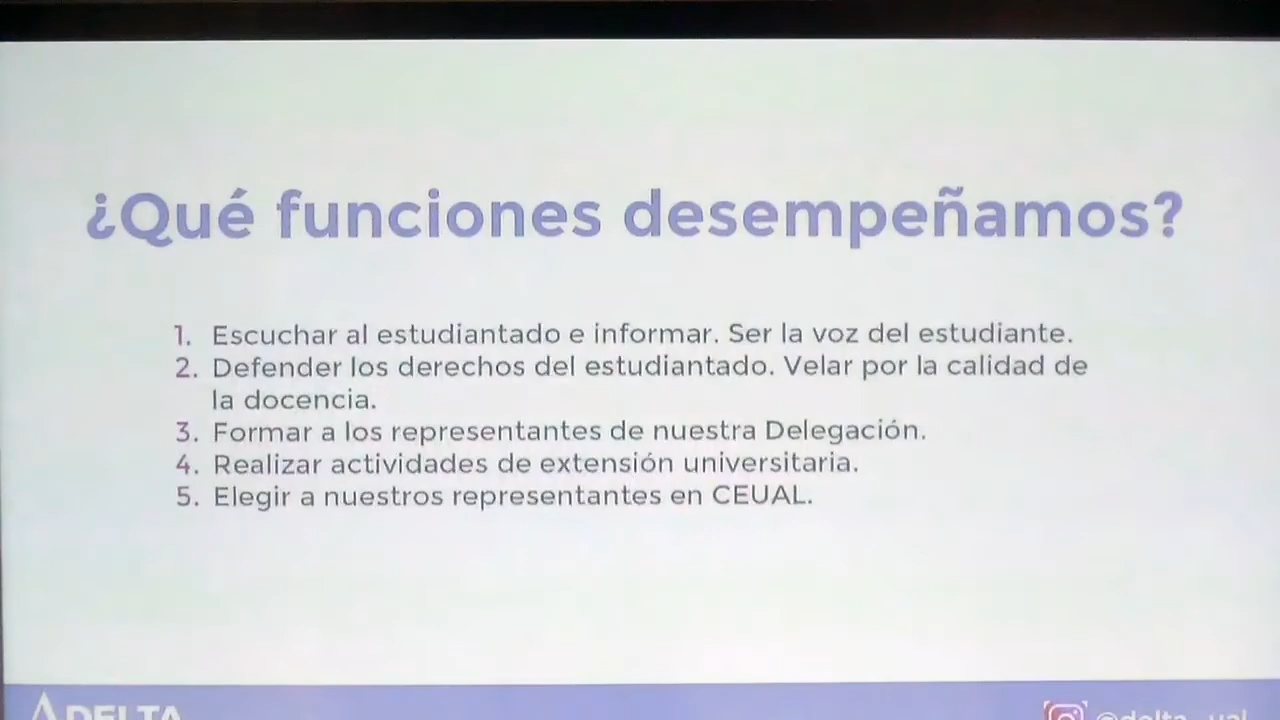 ¿Qué funciones desempeñamos?
1. Escuchar al estudiantado e informar. Ser la voz del estudiante.
2. Defender los derechos del estudiantado. Velar por la calidad de
la docencia.
3. Formar a los representantes de nuestra Delegación.
4. Realizar actividades de extensión universitaria.
5. Elegir a nuestros representantes en CEUAL.
DELTA
@delta_ual